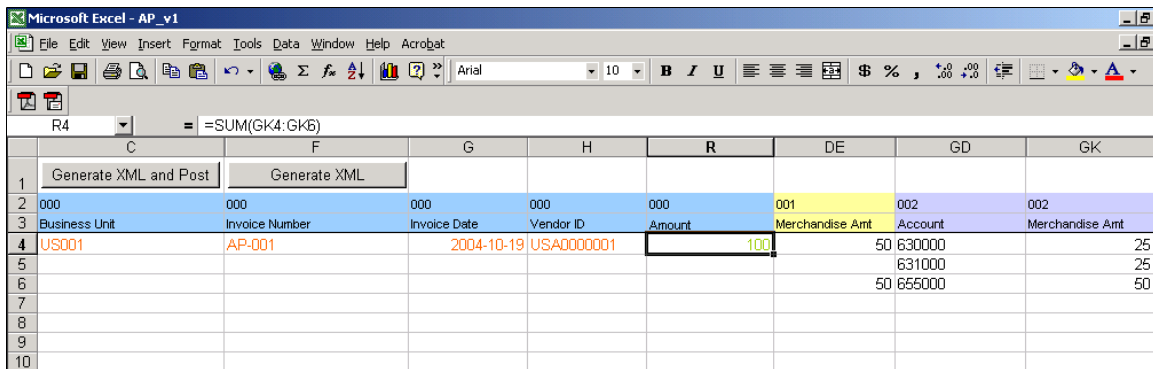 Microsoft Excel - AP_v1
File Edit View Insert Format Tools Data Window Help Acrobat
Arial 10 B I U $ % ,
R4 = =SUM(GK4:GK6)
C F G H R DE GD GK
1 Generate XML and Post Generate XML
2 000 000 000 000 000 001 002 002
3 Business Unit Invoice Number Invoice Date Vendor ID Amount Merchandise Amt Account Merchandise Amt
4 US001 AP-001 2004-10-19 USA0000001 100 50 630000 25
5 631000 25
6 50 655000 50
7
8
9
10